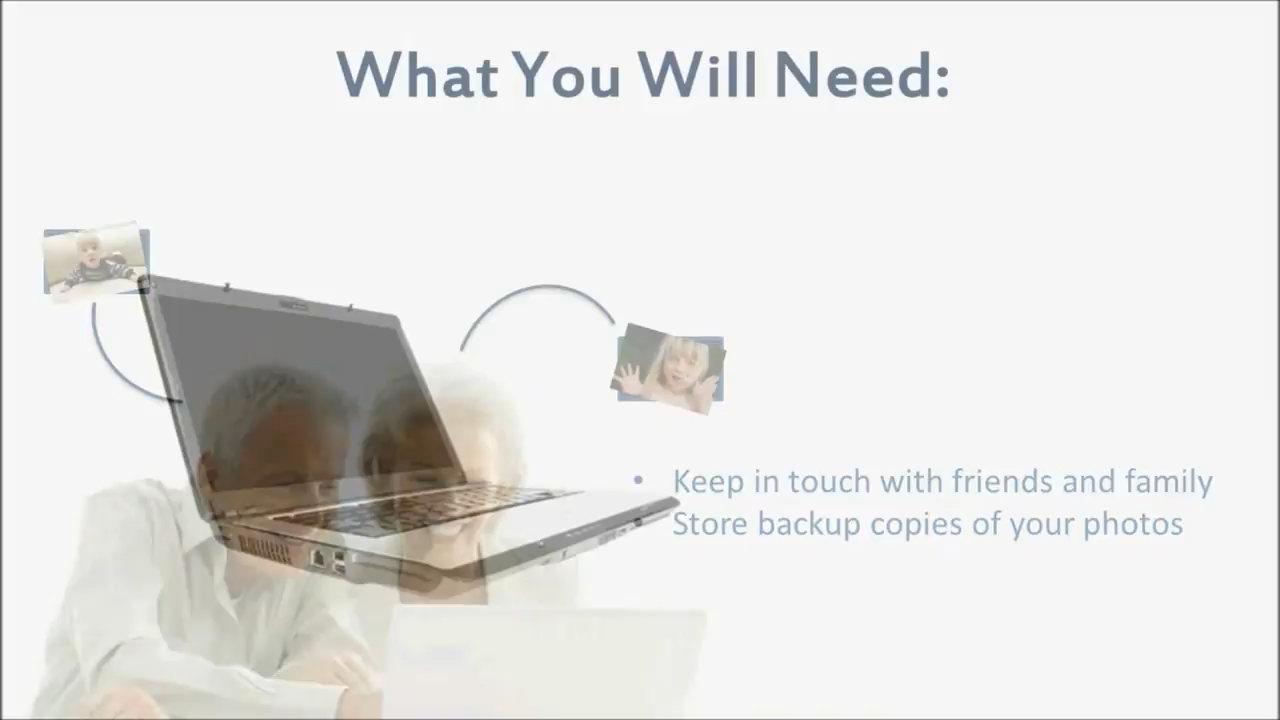 What You Will Need:
• Keep in touch with friends and family
Store backup copies of your photos